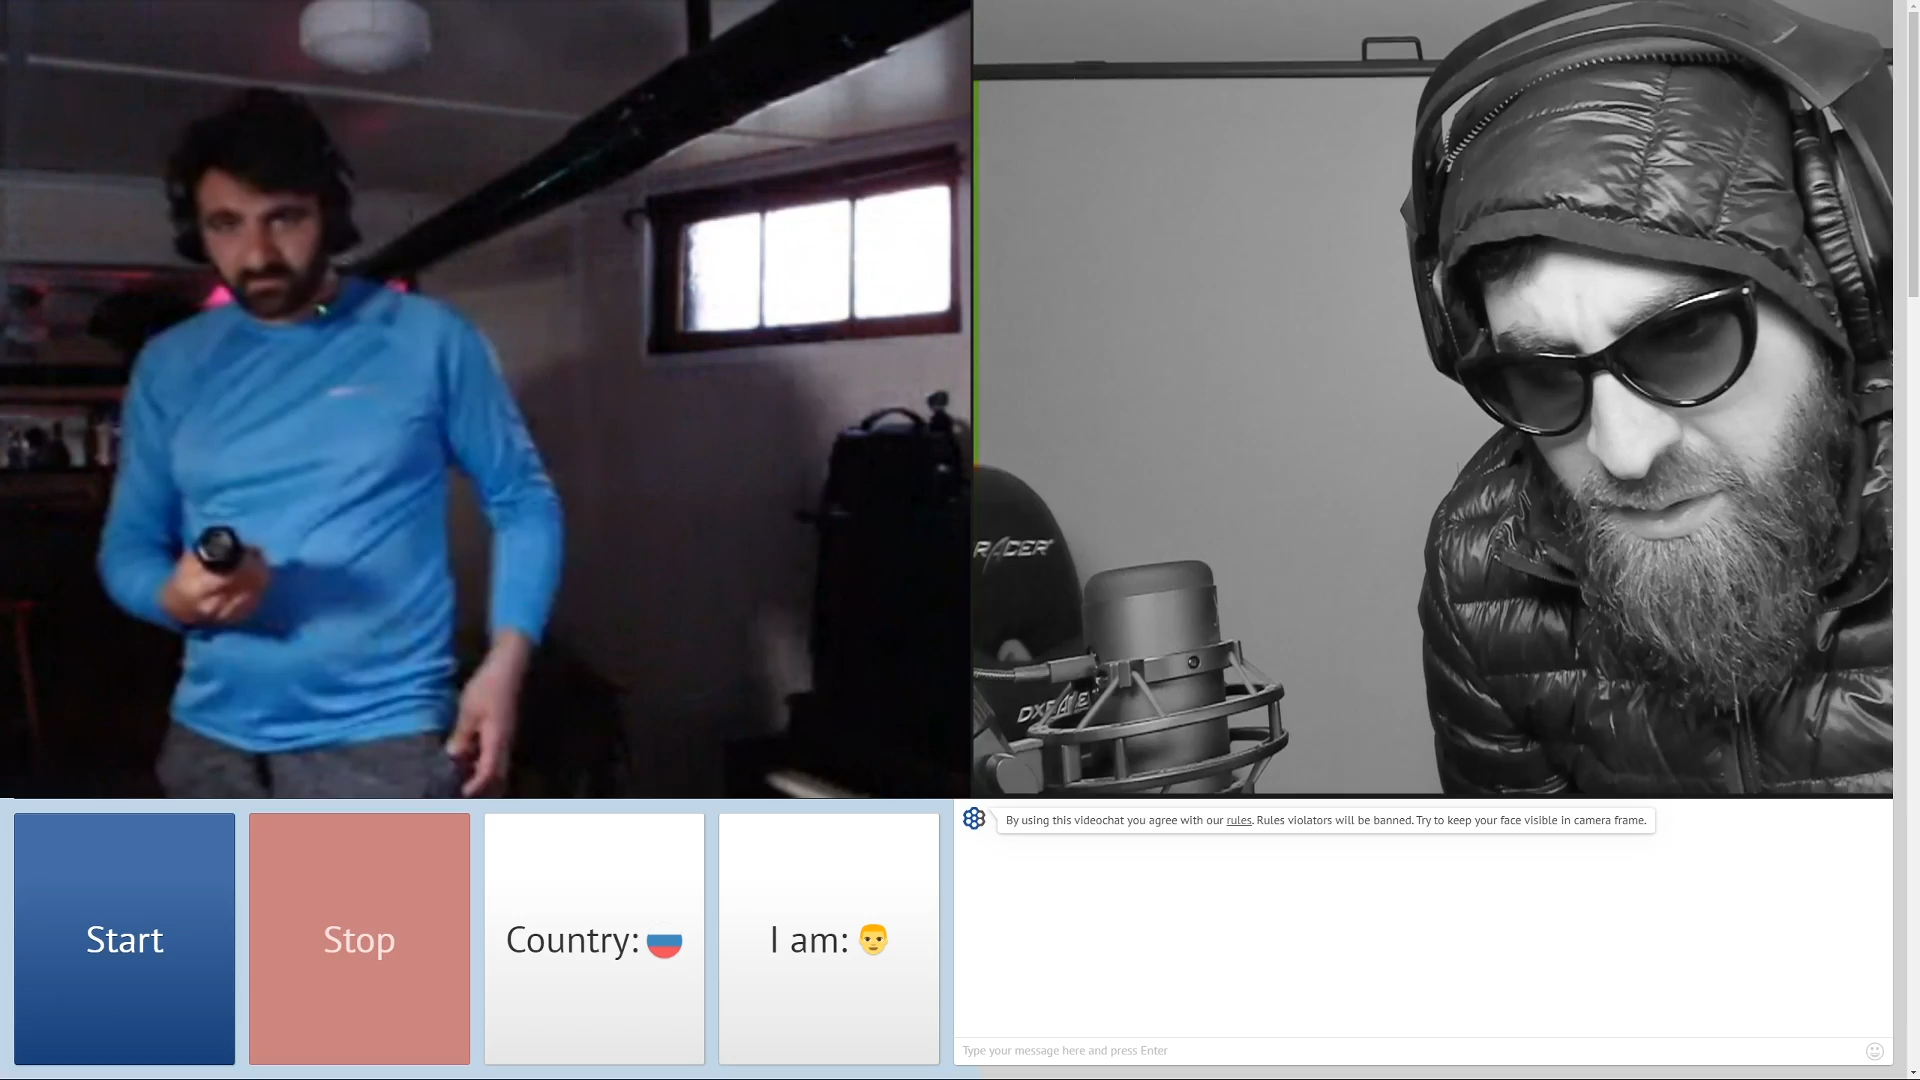 RACER
Start
Stop
Country:
I am:
By using this videochat you agree with our rules. Rules violators will be banned. Try to keep your face visible in camera frame.
Type your message here and press Enter